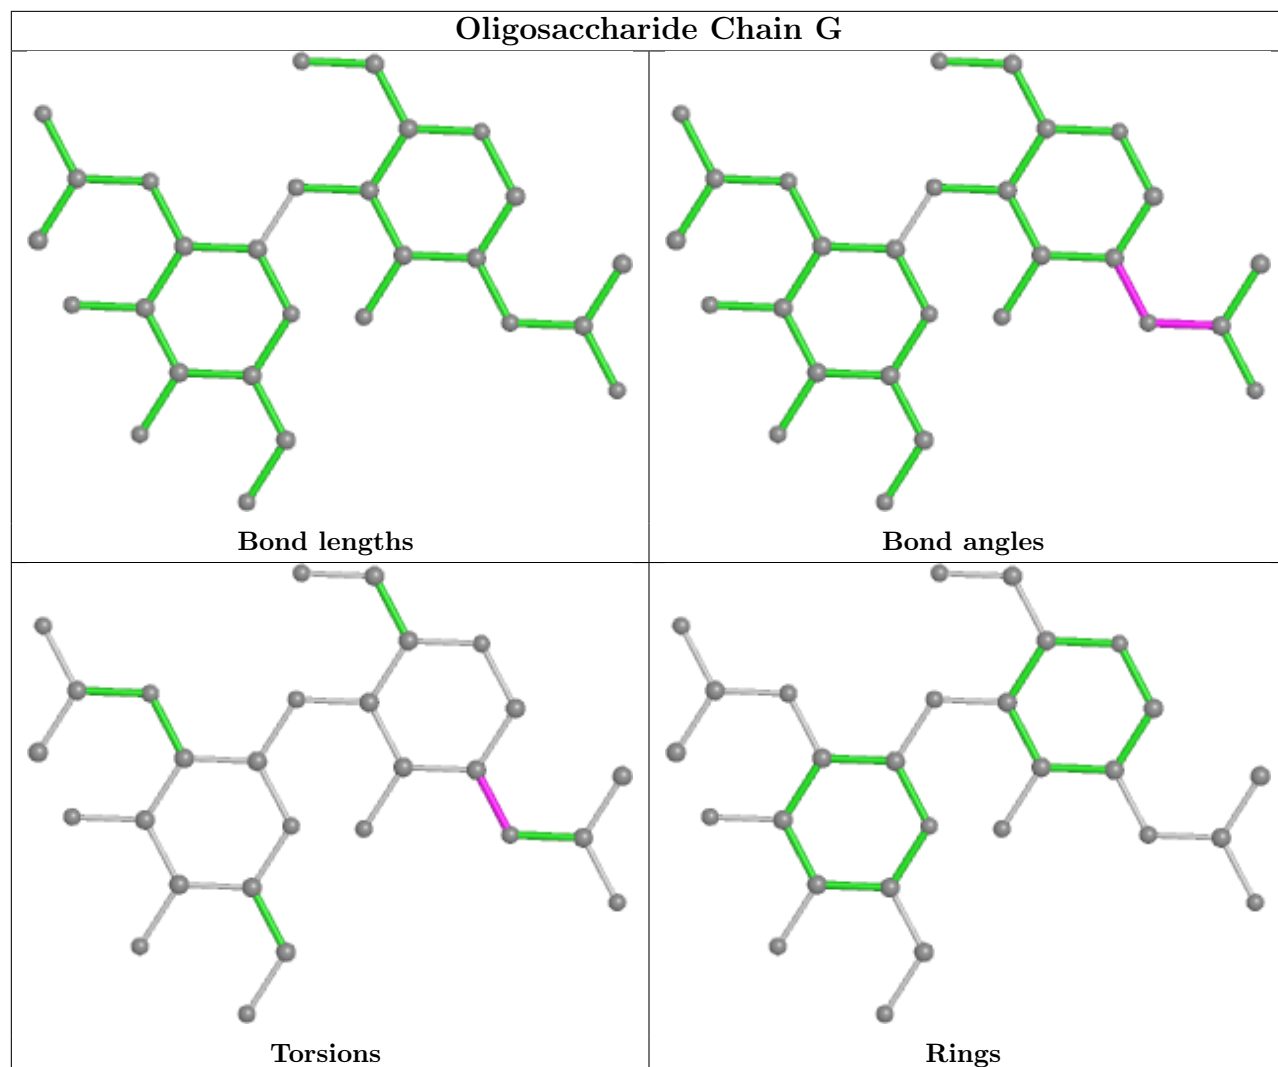 Oligosaccharide Chain G
Bond lengths
Bond angles
Torsions
Rings